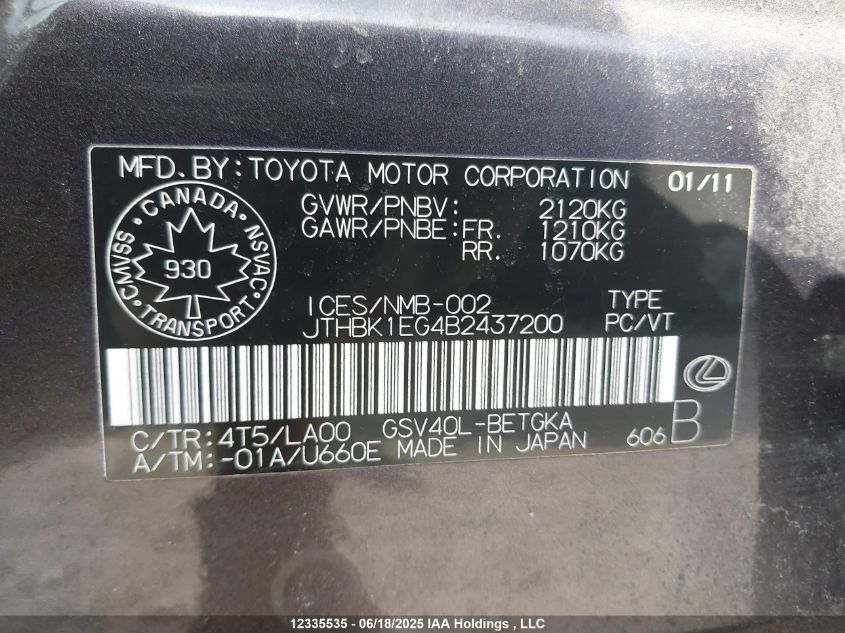 MFD.BY:TOYOTA MOTOR CORPORATION 01/11
GVWR/PNBV: 2120KG
GAWR/PNBE:FR. 1210KG
RR. 1070KG
CANADA
CMVSS NSVAC
930
TRANSPORT
ICES/NMB-002 TYPE
JTHBK1EG4B2437200 PC/VT
C/TR:4T5/LA00 GSV40L-BETGKA
A/TM:-01A/U660E MADE IN JAPAN 606 B
12335535 - 06/18/2025 IAA Holdings , LLC